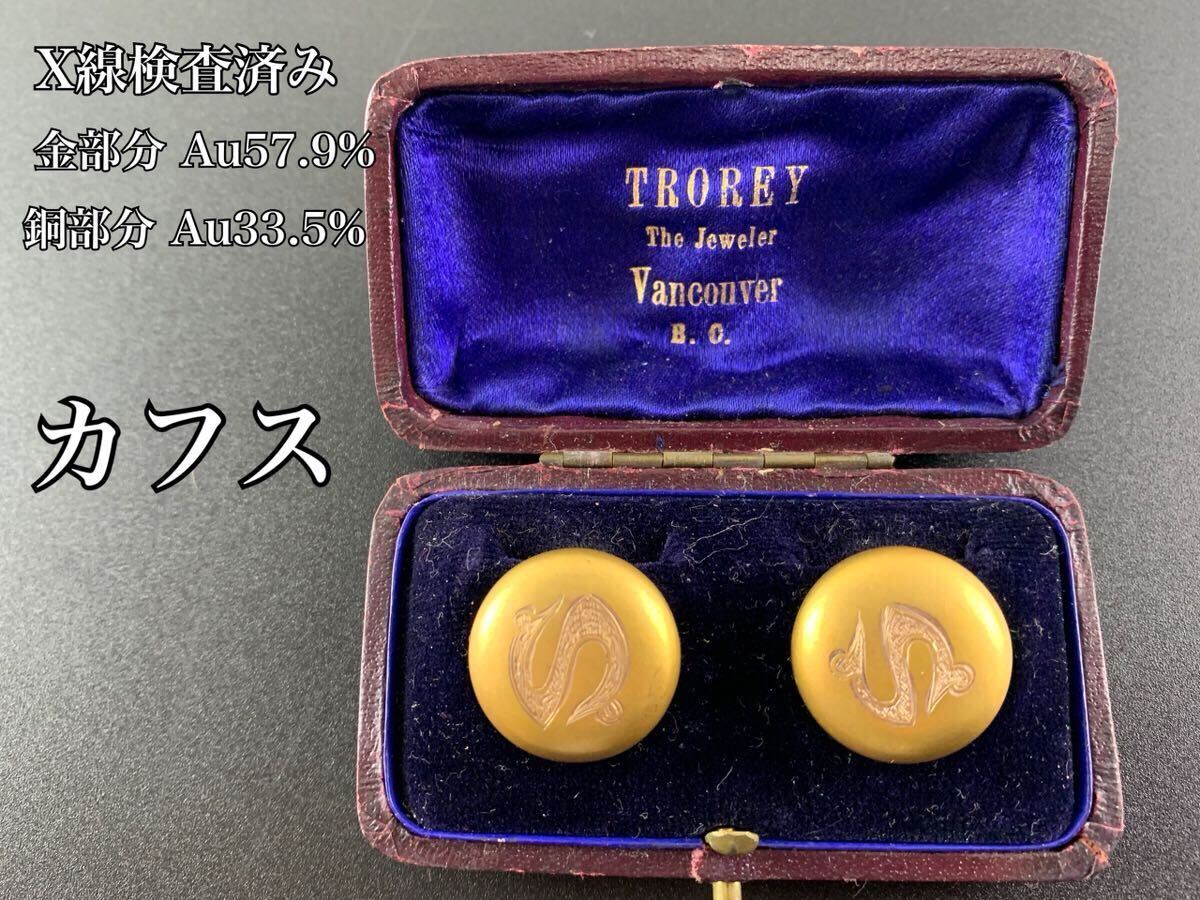 X線検査済み
金部分 Au57.9%
銅部分 Au33.5%
カフス
TROREY
The Jeweler
Vancouver
B. C.
S
S